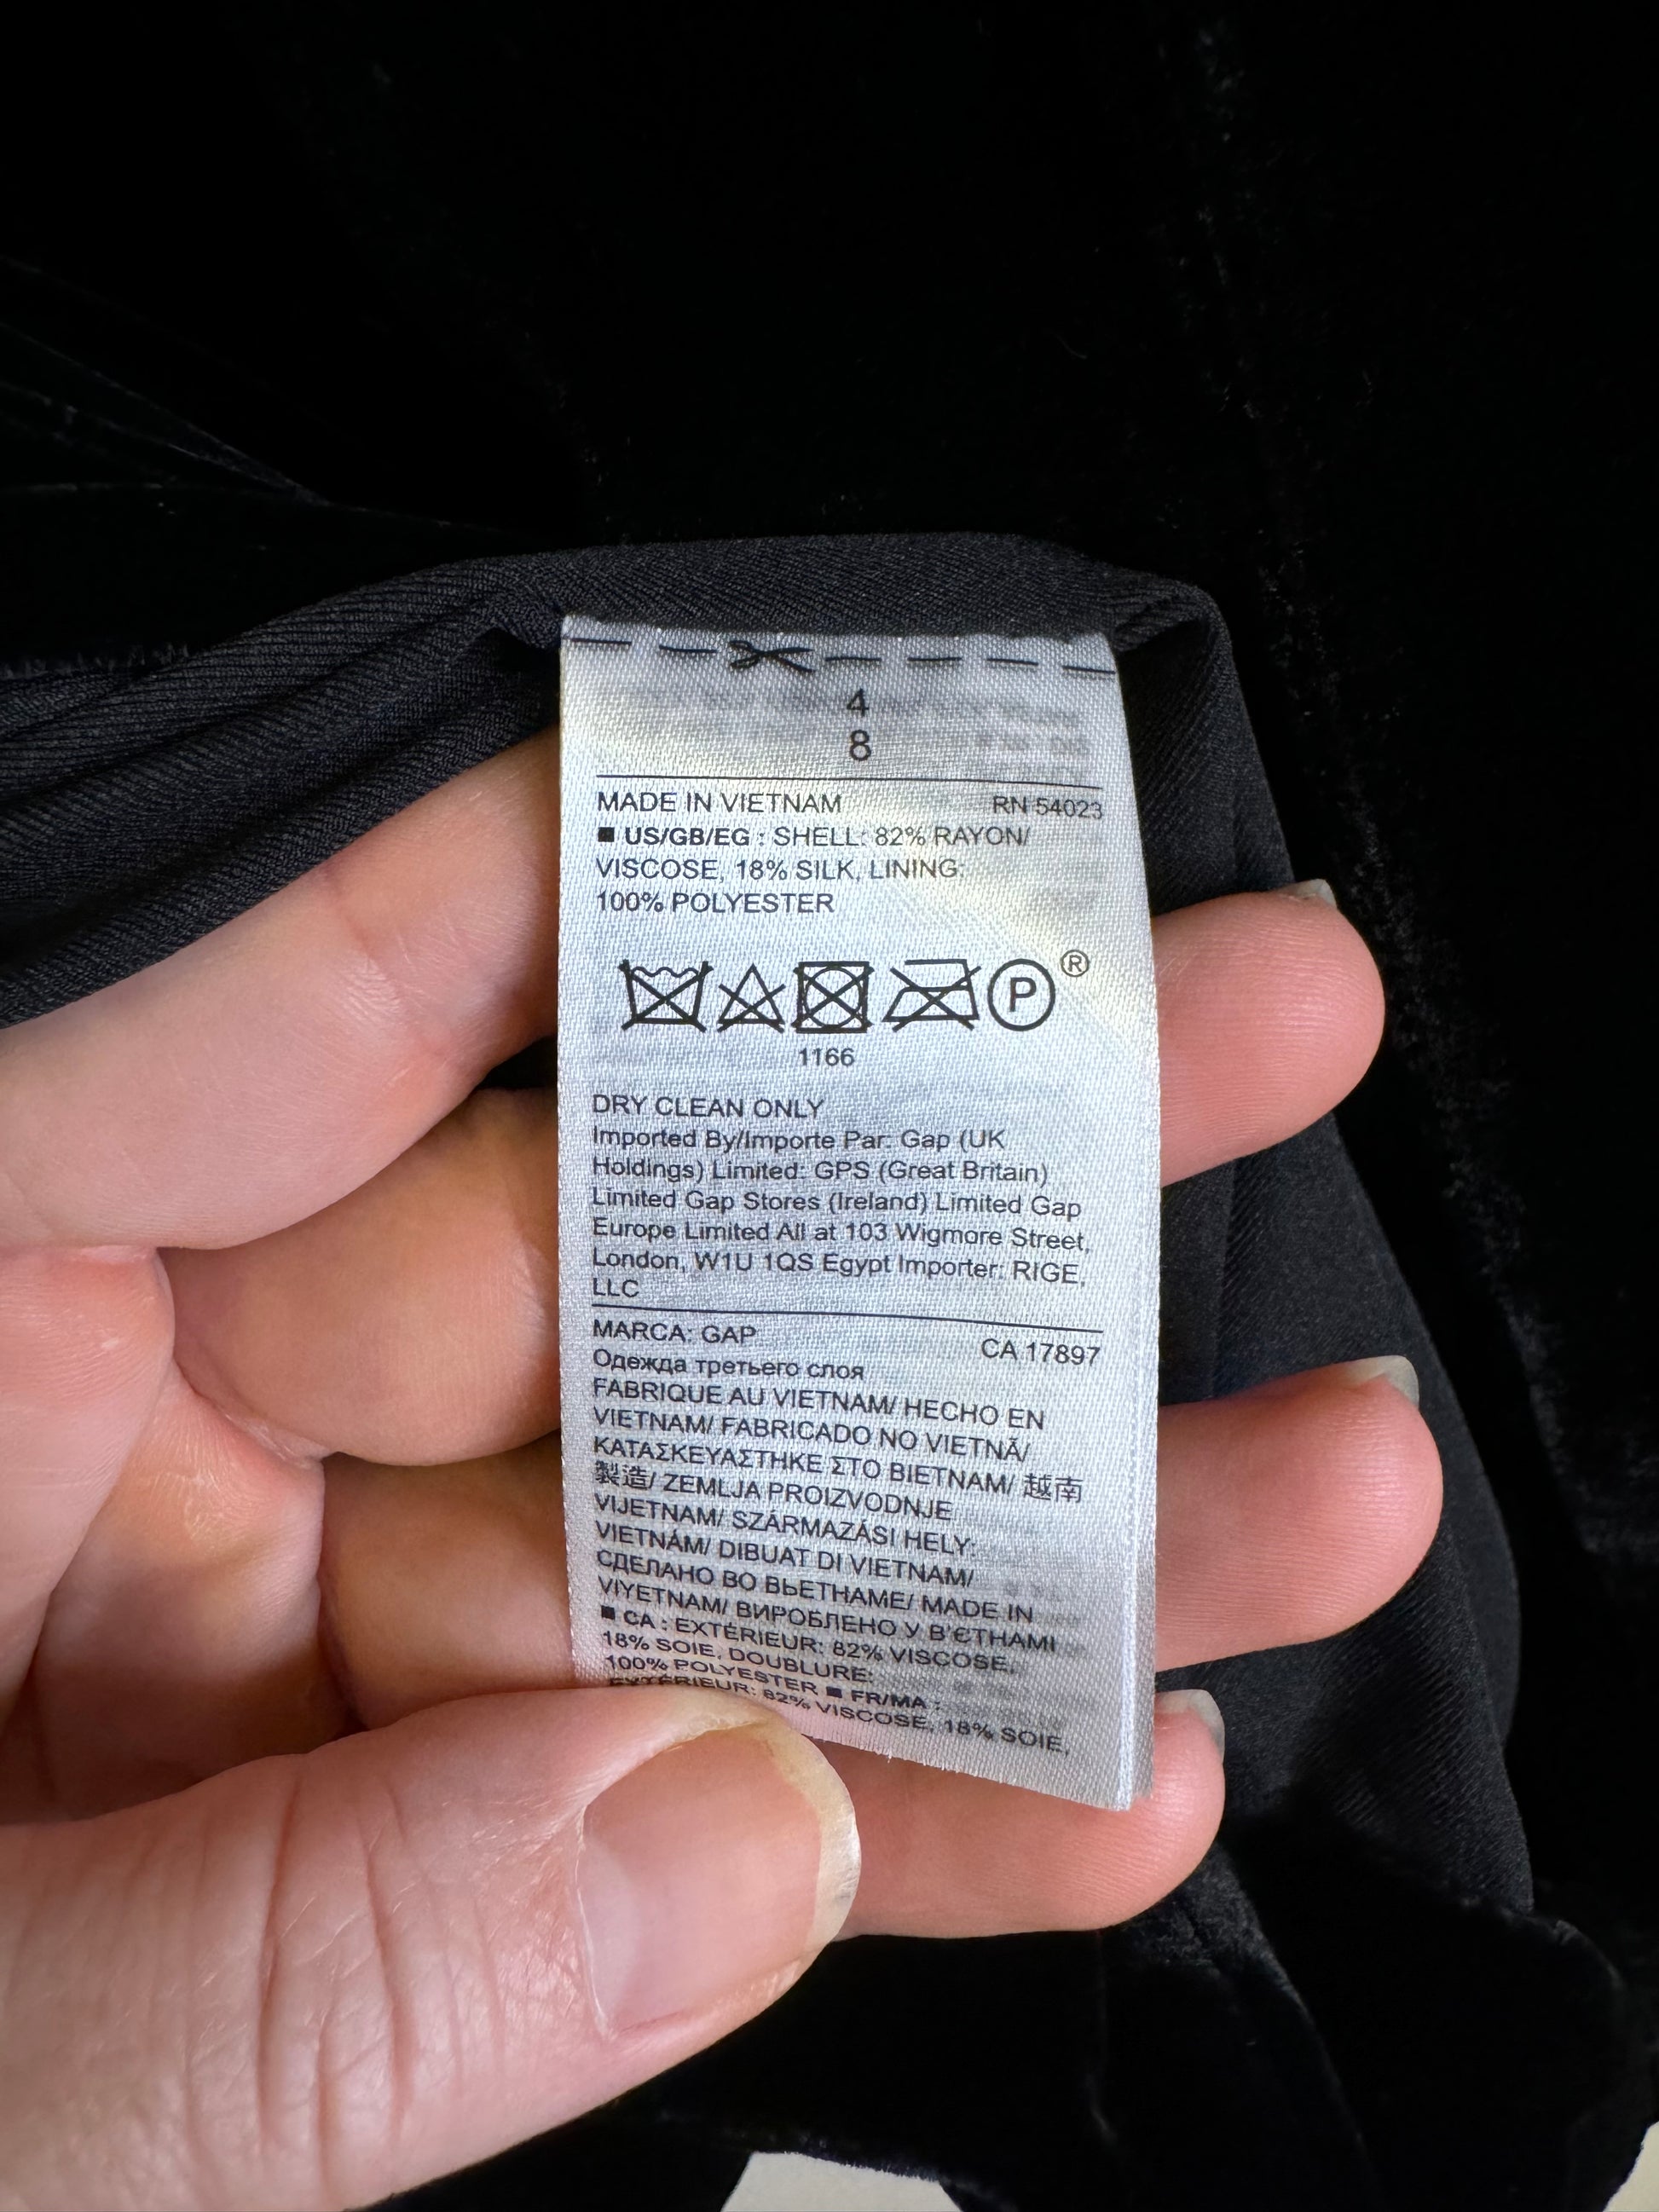 4
8
MADE IN VIETNAM RN 54023
■ US/GB/EG : SHELL: 82% RAYON/
VISCOSE, 18% SILK, LINING:
100% POLYESTER
P ®
1166
DRY CLEAN ONLY
Imported By/Importe Par: Gap (UK
Holdings) Limited: GPS (Great Britain)
Limited Gap Stores (Ireland) Limited Gap
Europe Limited All at 103 Wigmore Street,
London, W1U 1QS Egypt Importer: RIGE,
LLC
MARCA: GAP CA 17897
Одежда третьего слоя
FABRIQUE AU VIETNAM/ HECHO EN
VIETNAM/ FABRICADO NO VIETNÃ/
ΚΑΤΑΣΚΕΥΑΣΤΗΚΕ ΣΤΟ ΒΙΕΤΝΑΜ/ 越南
製造/ ZEMLJA PROIZVODNJE
VIJETNAM/ SZÁRMAZÁSI HELY:
VIETNÁM/ DIBUAT DI VIETNAM/
СДЕЛАНО ВО ВЬЕТНАМЕ/ MADE IN
VIYETNAM/ ВИРОБЛЕНО У В'ЄТНАМІ
■ CA : EXTÉRIEUR: 82% VISCOSE,
18% SOIE, DOUBLURE:
100% POLYESTER ■ FR/MA :
EXTÉRIEUR: 82% VISCOSE, 18% SOIE,